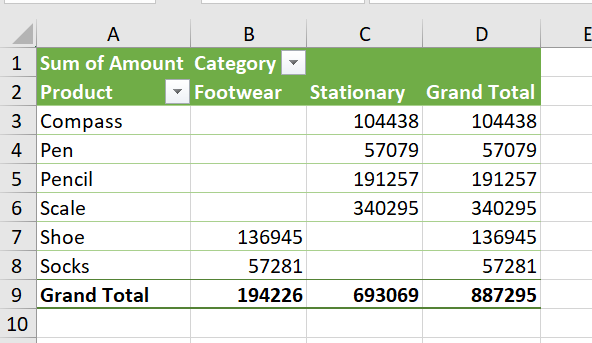 A B C D E
1 Sum of Amount Category
2 Product Footwear Stationary Grand Total
3 Compass 104438 104438
4 Pen 57079 57079
5 Pencil 191257 191257
6 Scale 340295 340295
7 Shoe 136945 136945
8 Socks 57281 57281
9 Grand Total 194226 693069 887295
10